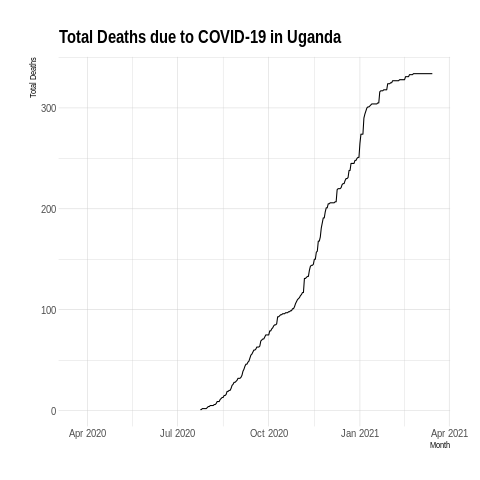 Total Deaths due to COVID-19 in Uganda
Total Deaths
300
200
100
0
Apr 2020 Jul 2020 Oct 2020 Jan 2021 Apr 2021
Month